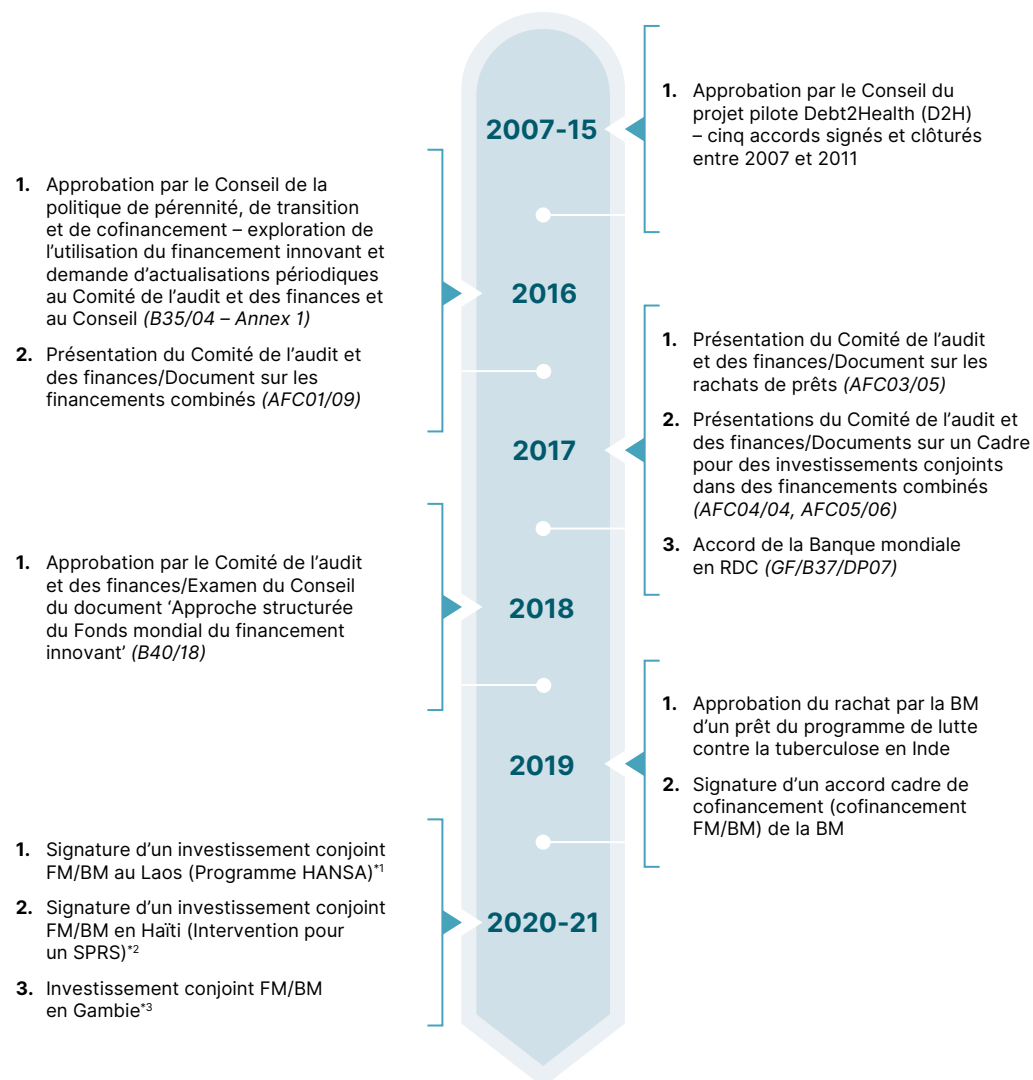 2007-15
1. Approbation par le Conseil du
projet pilote Debt2Health (D2H)
– cinq accords signés et clôturés
entre 2007 et 2011
2016
1. Approbation par le Conseil de la
politique de pérennité, de transition
et de cofinancement – exploration de
l’utilisation du financement innovant et
demande d’actualisations périodiques
au Comité de l’audit et des finances et
au Conseil (B35/04 – Annex 1)
2. Présentation du Comité de l’audit et
des finances/Document sur les
financements combinés (AFC01/09)
2017
1. Présentation du Comité de l’audit
et des finances/Document sur les
rachats de prêts (AFC03/05)
2. Présentations du Comité de l’audit et
des finances/Documents sur un Cadre
pour des investissements conjoints
dans des financements combinés
(AFC04/04, AFC05/06)
3. Accord de la Banque mondiale
en RDC (GF/B37/DP07)
2018
1. Approbation par le Comité de l’audit
et des finances/Examen du Conseil
du document ‘Approche structurée
du Fonds mondial du financement
innovant’ (B40/18)
2019
1. Approbation du rachat par la BM
d’un prêt du programme de lutte
contre la tuberculose en Inde
2. Signature d’un accord cadre de
cofinancement (cofinancement
FM/BM) de la BM
2020-21
1. Signature d’un investissement conjoint
FM/BM au Laos (Programme HANSA)*1
2. Signature d’un investissement conjoint
FM/BM en Haïti (Intervention pour
un SPRS)*2
3. Investissement conjoint FM/BM
en Gambie*3